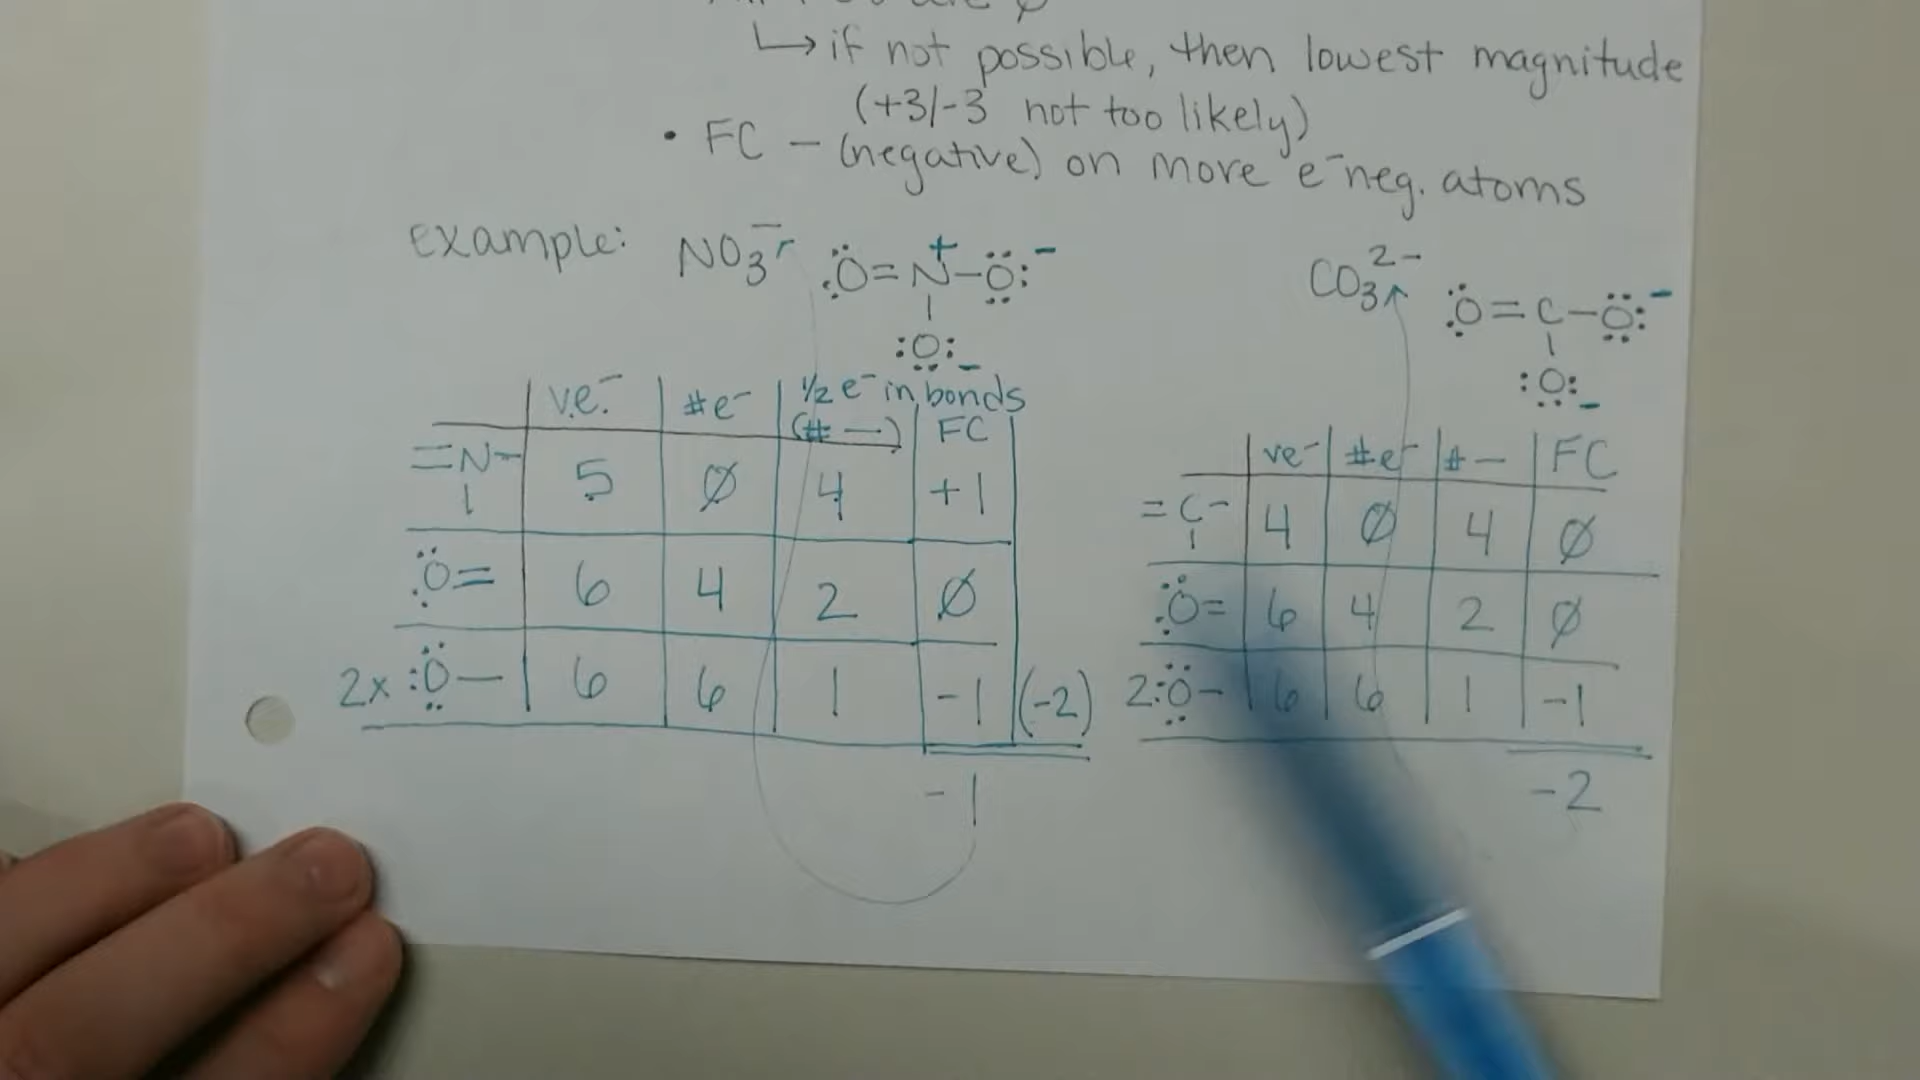 ↳ if not possible, then lowest magnitude
(+3/-3 not too likely)
• FC - (negative) on more e⁻neg. atoms
example: NO₃⁻
Ö=N⁺-Ö:⁻
|
:Ö:⁻
CO₃²⁻
Ö=C-Ö:⁻
|
:Ö:⁻
v.e.⁻ #e⁻ ½ e⁻ in bonds
(# —) FC
=N- 5 Ø 4 +1
|
Ö= 6 4 2 Ø
2x :Ö— 6 6 1 -1 (-2)
-1
ve⁻ #e⁻ #- FC
=C- 4 Ø 4 Ø
|
:Ö= 6 4 2 Ø
2:Ö- 6 6 1 -1
-2